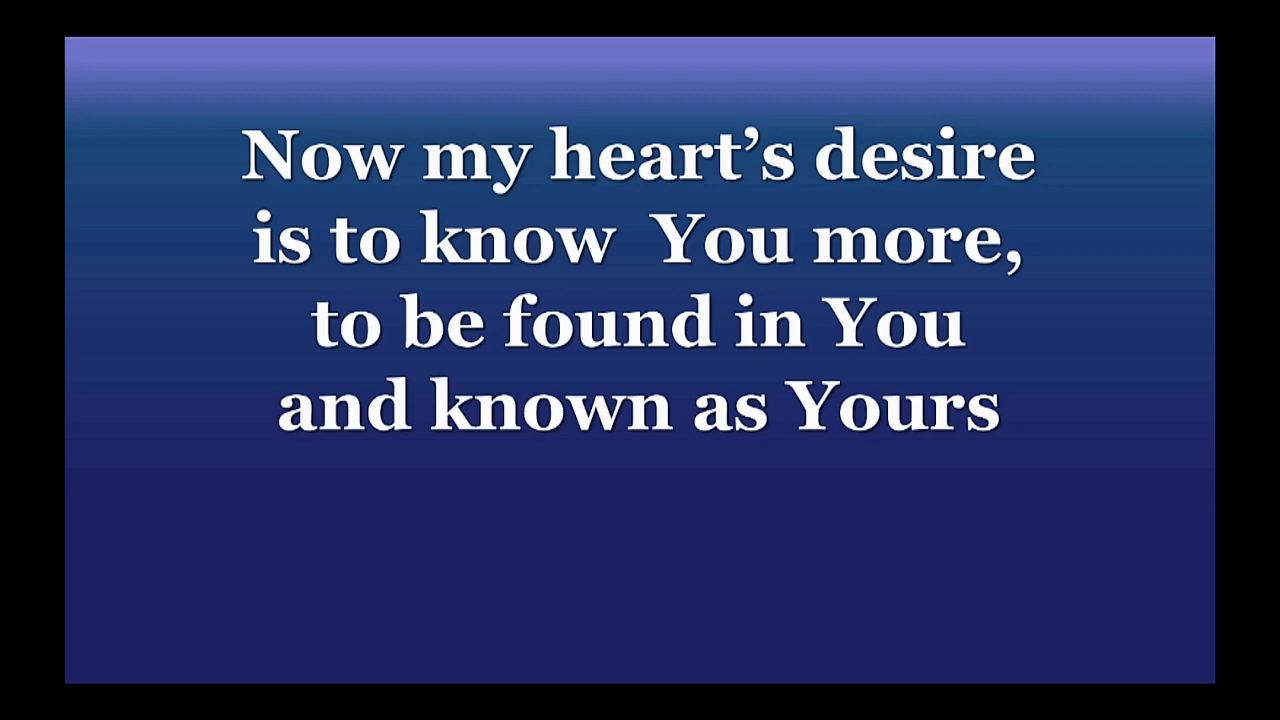 Now my heart’s desire
is to know  You more,
to be found in You
and known as Yours